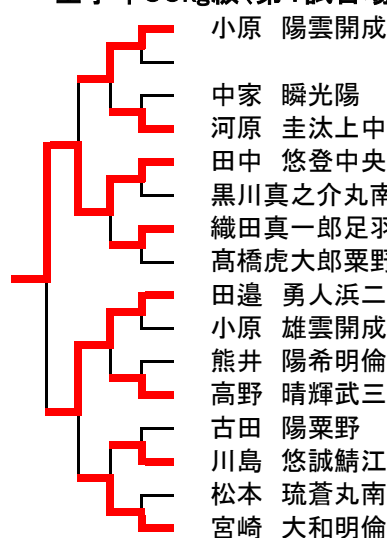 小原 陽雲開成
中家 瞬光陽
河原 圭汰上中
田中 悠登中央
黒川真之介丸南
織田真一郎足羽
髙橋虎大郎粟野
田邉 勇人浜二
小原 雄雲開成
熊井 陽希明倫
高野 晴輝武三
古田 陽粟野
川島 悠誠鯖江
松本 琉蒼丸南
宮崎 大和明倫